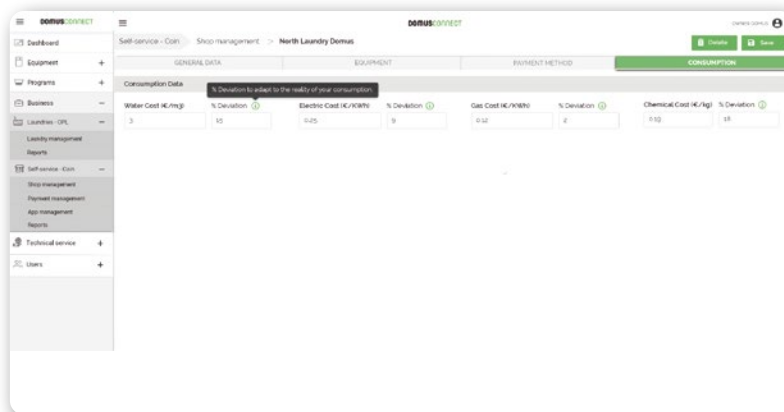 DOMUSCONNECT
DOMUSCONNECT
OWNER DOMUS
Dashboard
Equipment +
Programs +
Business –
Laundries - OPL –
Laundry management
Reports
Self-service - Coin –
Shop management
Payment management
App management
Reports
Technical service +
Users +
Self-service - Coin Shop management > North Laundry Domus
Delete Save
GENERAL DATA EQUIPMENT PAYMENT METHOD CONSUMPTION
Consumption Data
% Deviation to adapt to the reality of your consumption
Water Cost (€/m3) % Deviation Electric Cost (€/KWh) % Deviation Gas Cost (€/KWh) % Deviation Chemical Cost (€/kg) % Deviation
3 15 0.25 9 0.12 2 0.19 18